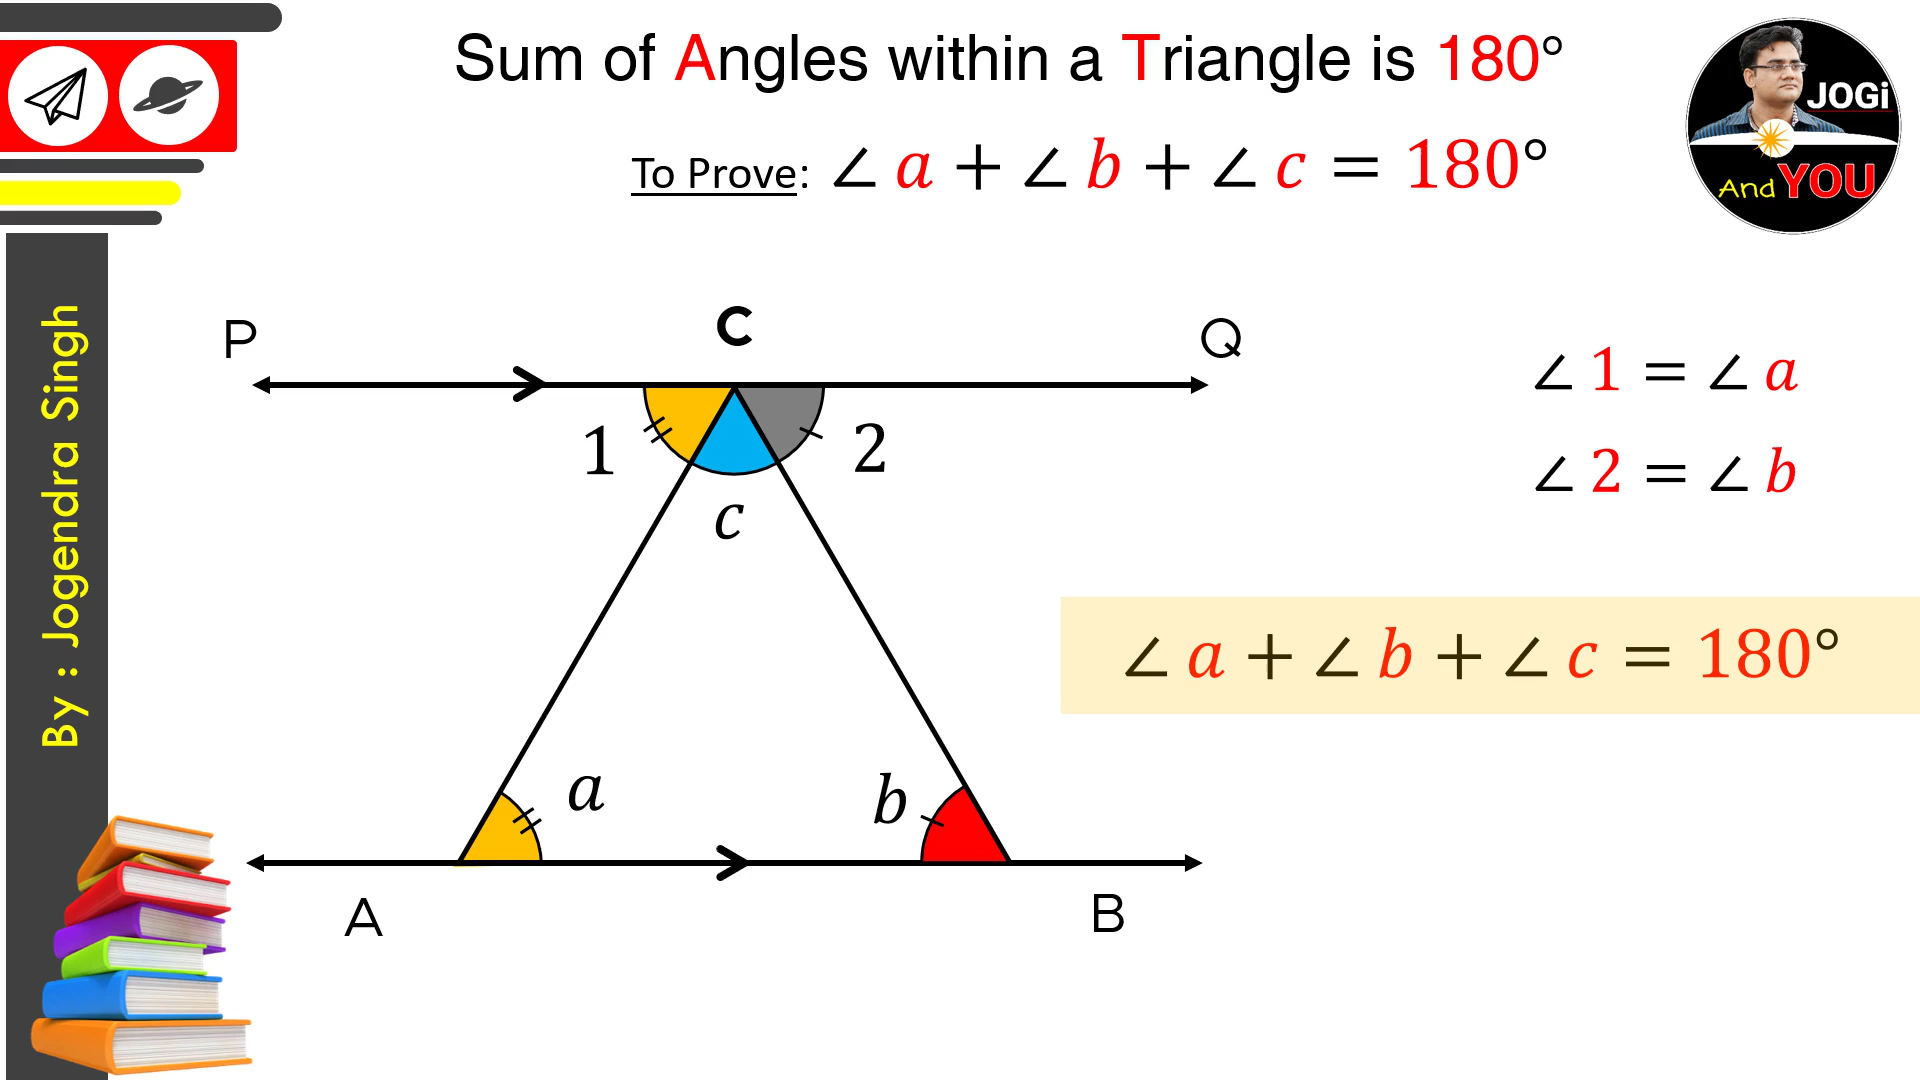 Sum of Angles within a Triangle is 180°
To Prove: ∠ a + ∠ b + ∠ c = 180°
JOGi
And YOU
By : Jogendra Singh
P
C
Q
1
2
c
∠ 1 = ∠ a
∠ 2 = ∠ b
∠ a + ∠ b + ∠ c = 180°
a
b
A
B